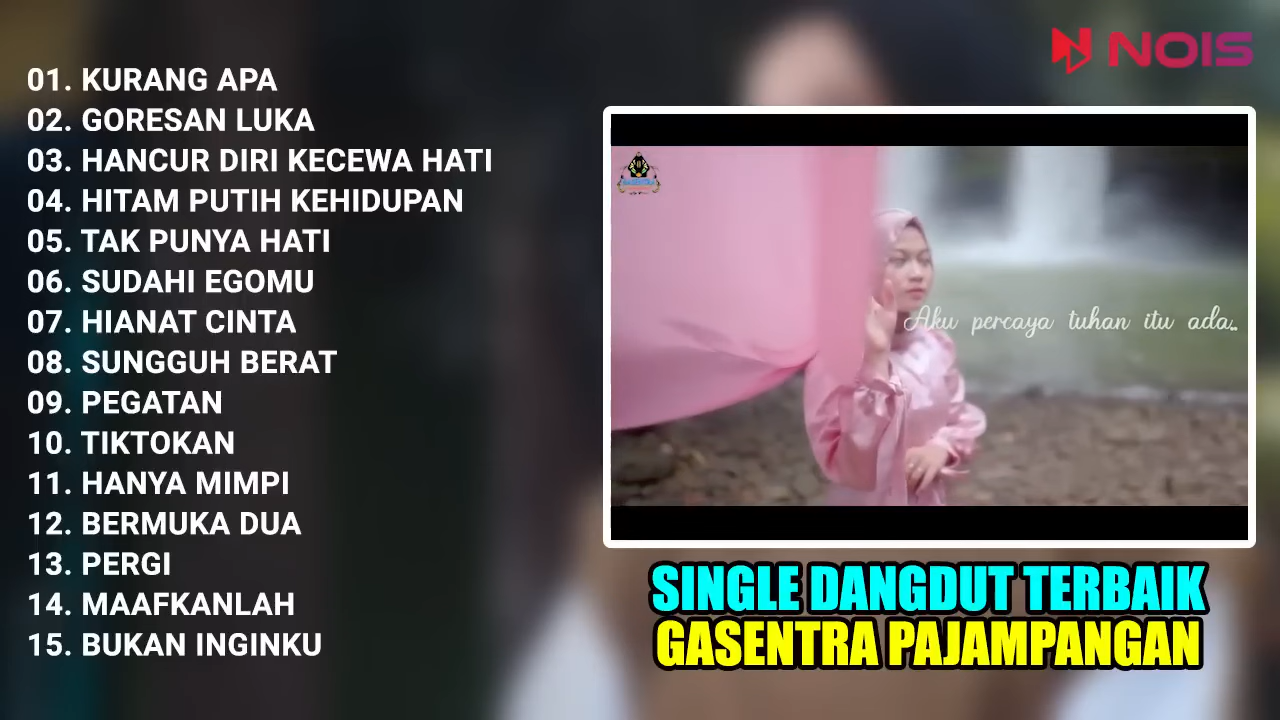 NOIS
01. KURANG APA
02. GORESAN LUKA
03. HANCUR DIRI KECEWA HATI
04. HITAM PUTIH KEHIDUPAN
05. TAK PUNYA HATI
06. SUDAHI EGOMU
07. HIANAT CINTA
08. SUNGGUH BERAT
09. PEGATAN
10. TIKTOKAN
11. HANYA MIMPI
12. BERMUKA DUA
13. PERGI
14. MAAFKANLAH
15. BUKAN INGINKU
GASENTRA
Aku percaya tuhan itu ada..
SINGLE DANGDUT TERBAIK
GASENTRA PAJAMPANGAN